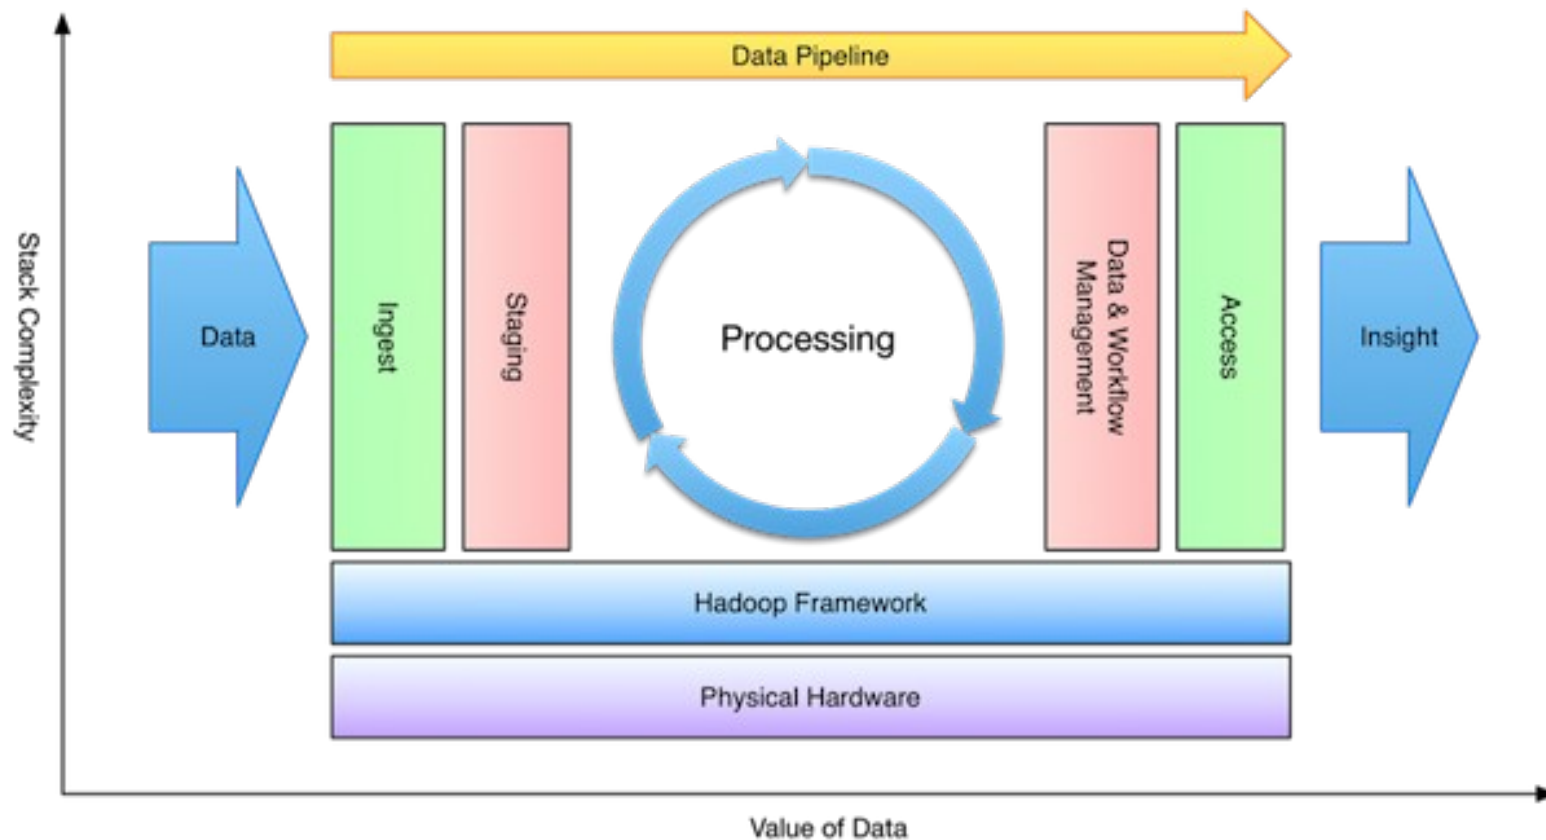 Data Pipeline
Stack Complexity
Data
Ingest
Staging
Processing
Data & Workflow
Management
Access
Insight
Hadoop Framework
Physical Hardware
Value of Data